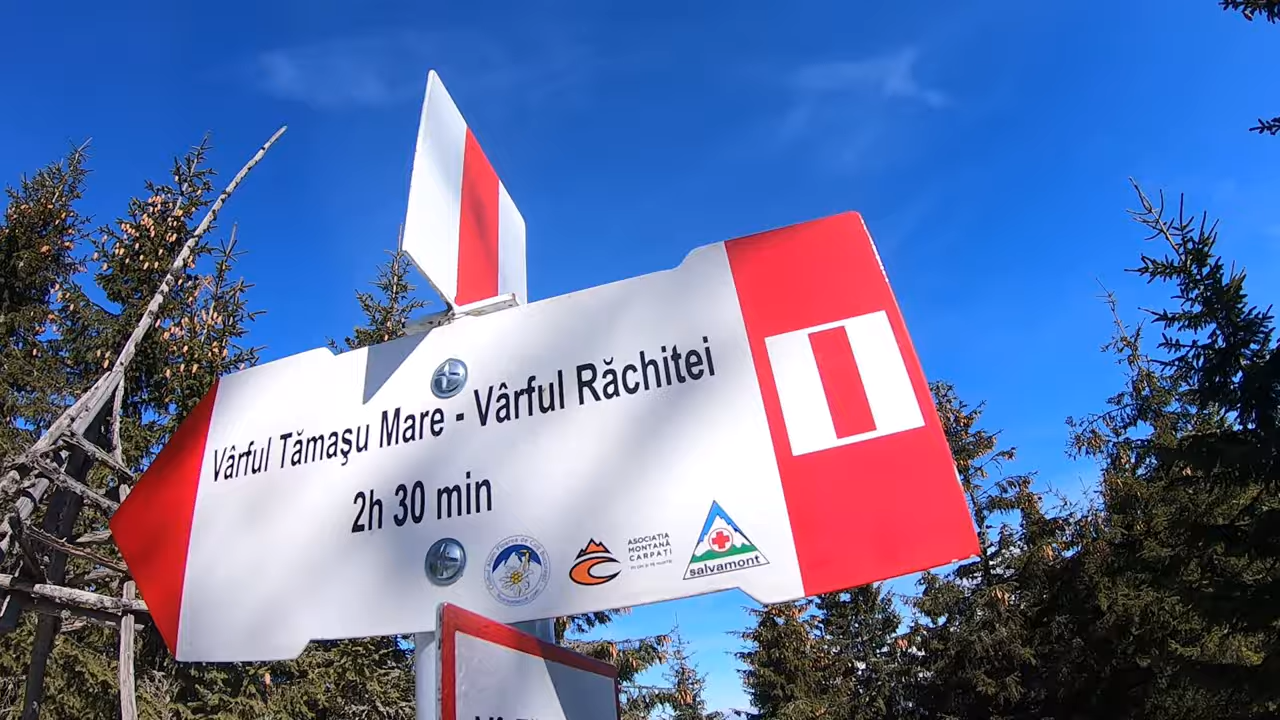 Vârful Tămaşu Mare - Vârful Răchitei
2h 30 min
ASOCIAȚIA
MONTANĂ
CARPAȚI
salvamont